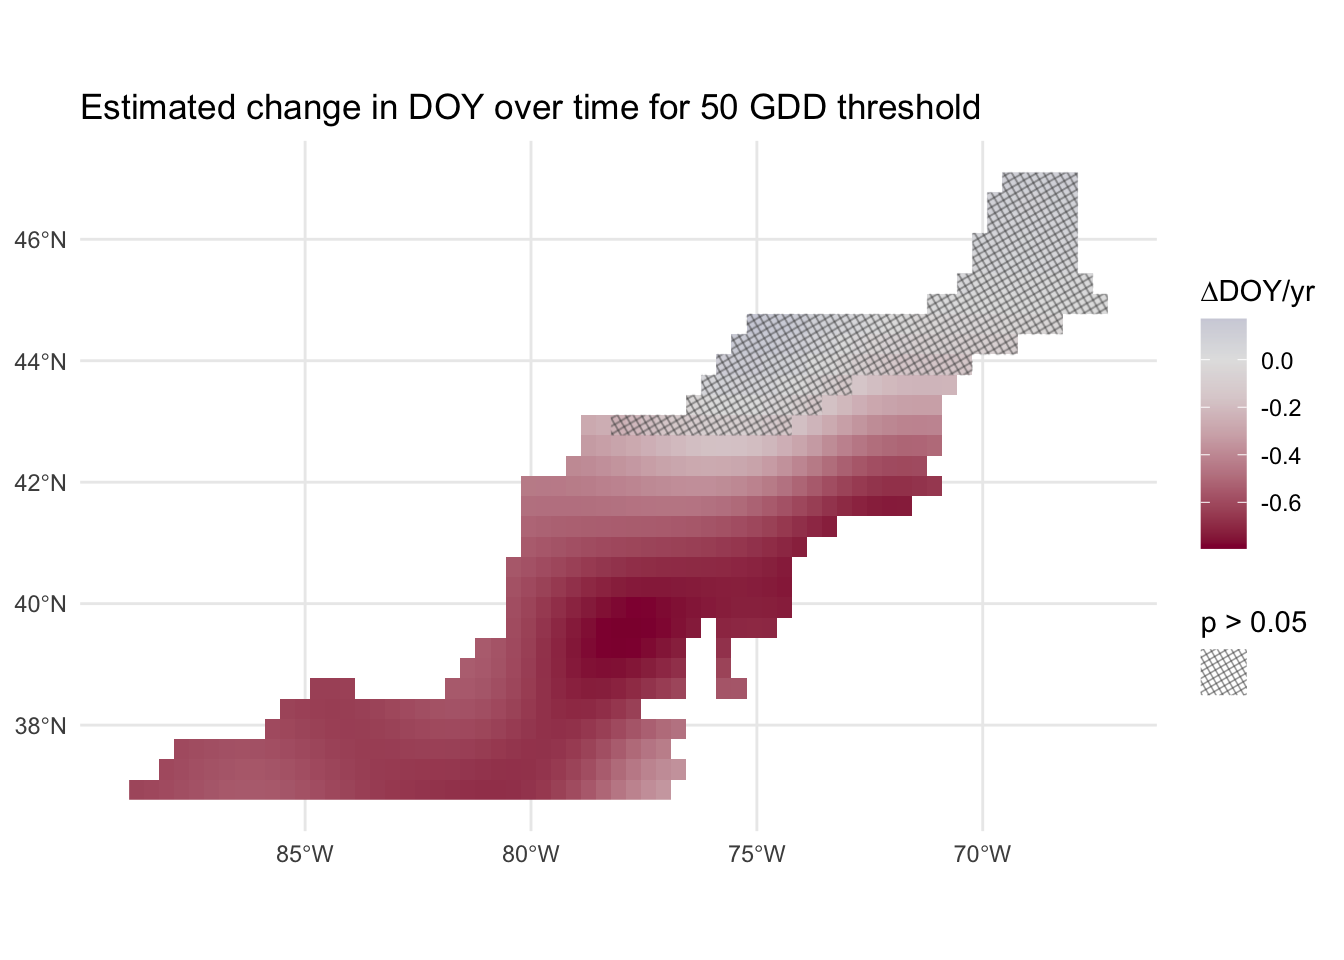 Estimated change in DOY over time for 50 GDD threshold
46°N
44°N
42°N
40°N
38°N
85°W
80°W
75°W
70°W
ΔDOY/yr
0.0
-0.2
-0.4
-0.6
p > 0.05